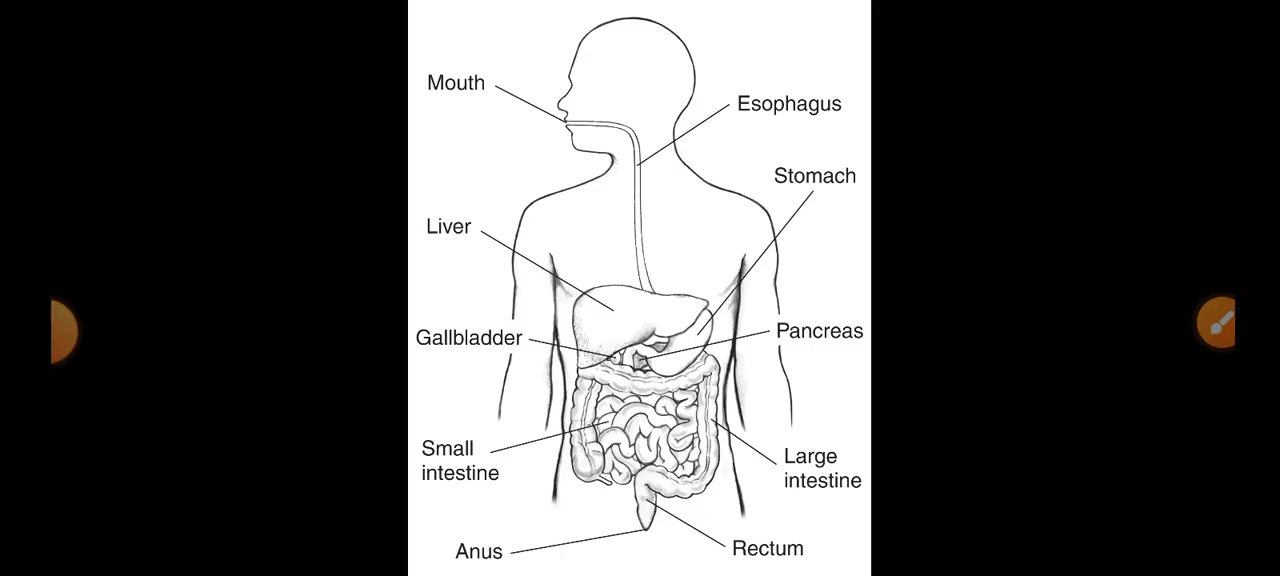 Mouth
Esophagus
Stomach
Liver
Gallbladder
Pancreas
Small
intestine
Large
intestine
Anus
Rectum